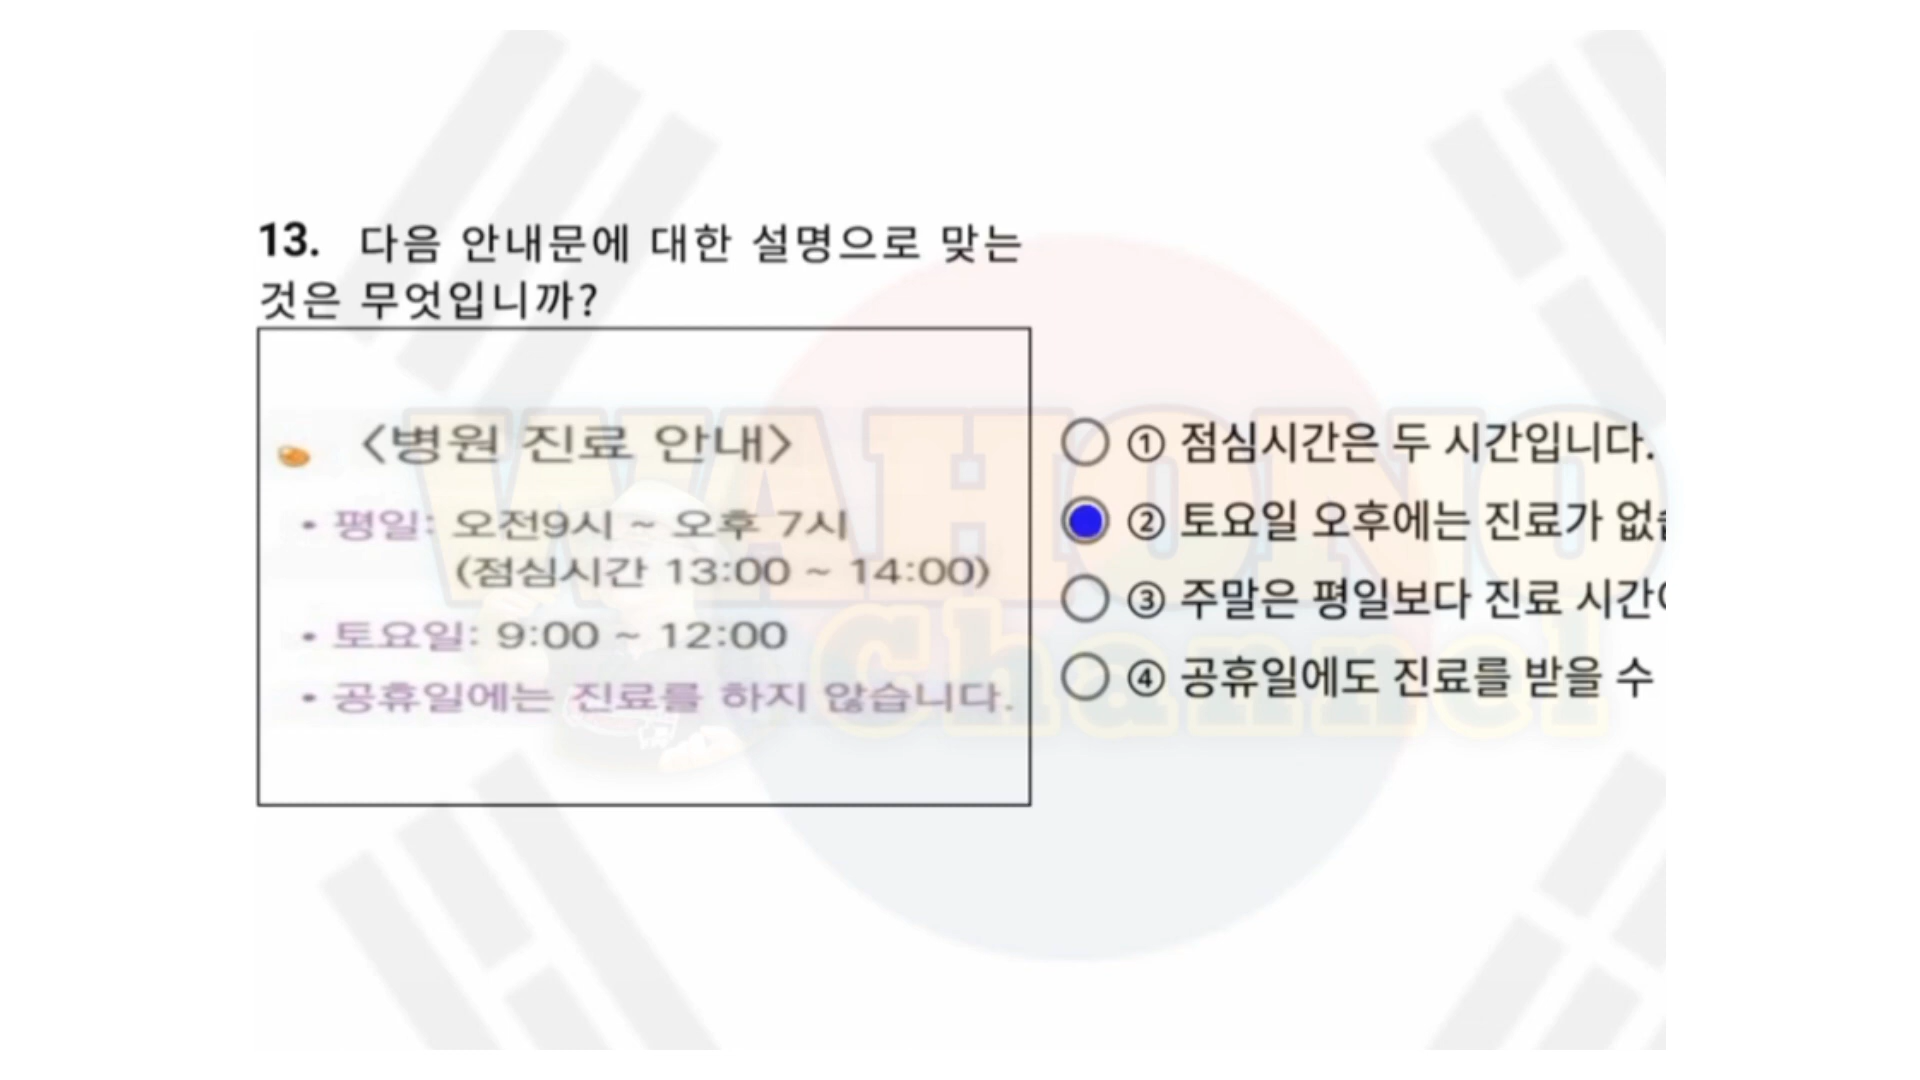 13. 다음 안내문에 대한 설명으로 맞는
것은 무엇입니까?
<병원 진료 안내>
• 평일: 오전9시 ~ 오후 7시
(점심시간 13:00 ~ 14:00)
• 토요일: 9:00 ~ 12:00
• 공휴일에는 진료를 하지 않습니다.
① 점심시간은 두 시간입니다.
② 토요일 오후에는 진료가 없
③ 주말은 평일보다 진료 시간
④ 공휴일에도 진료를 받을 수
WAHONO
Channel